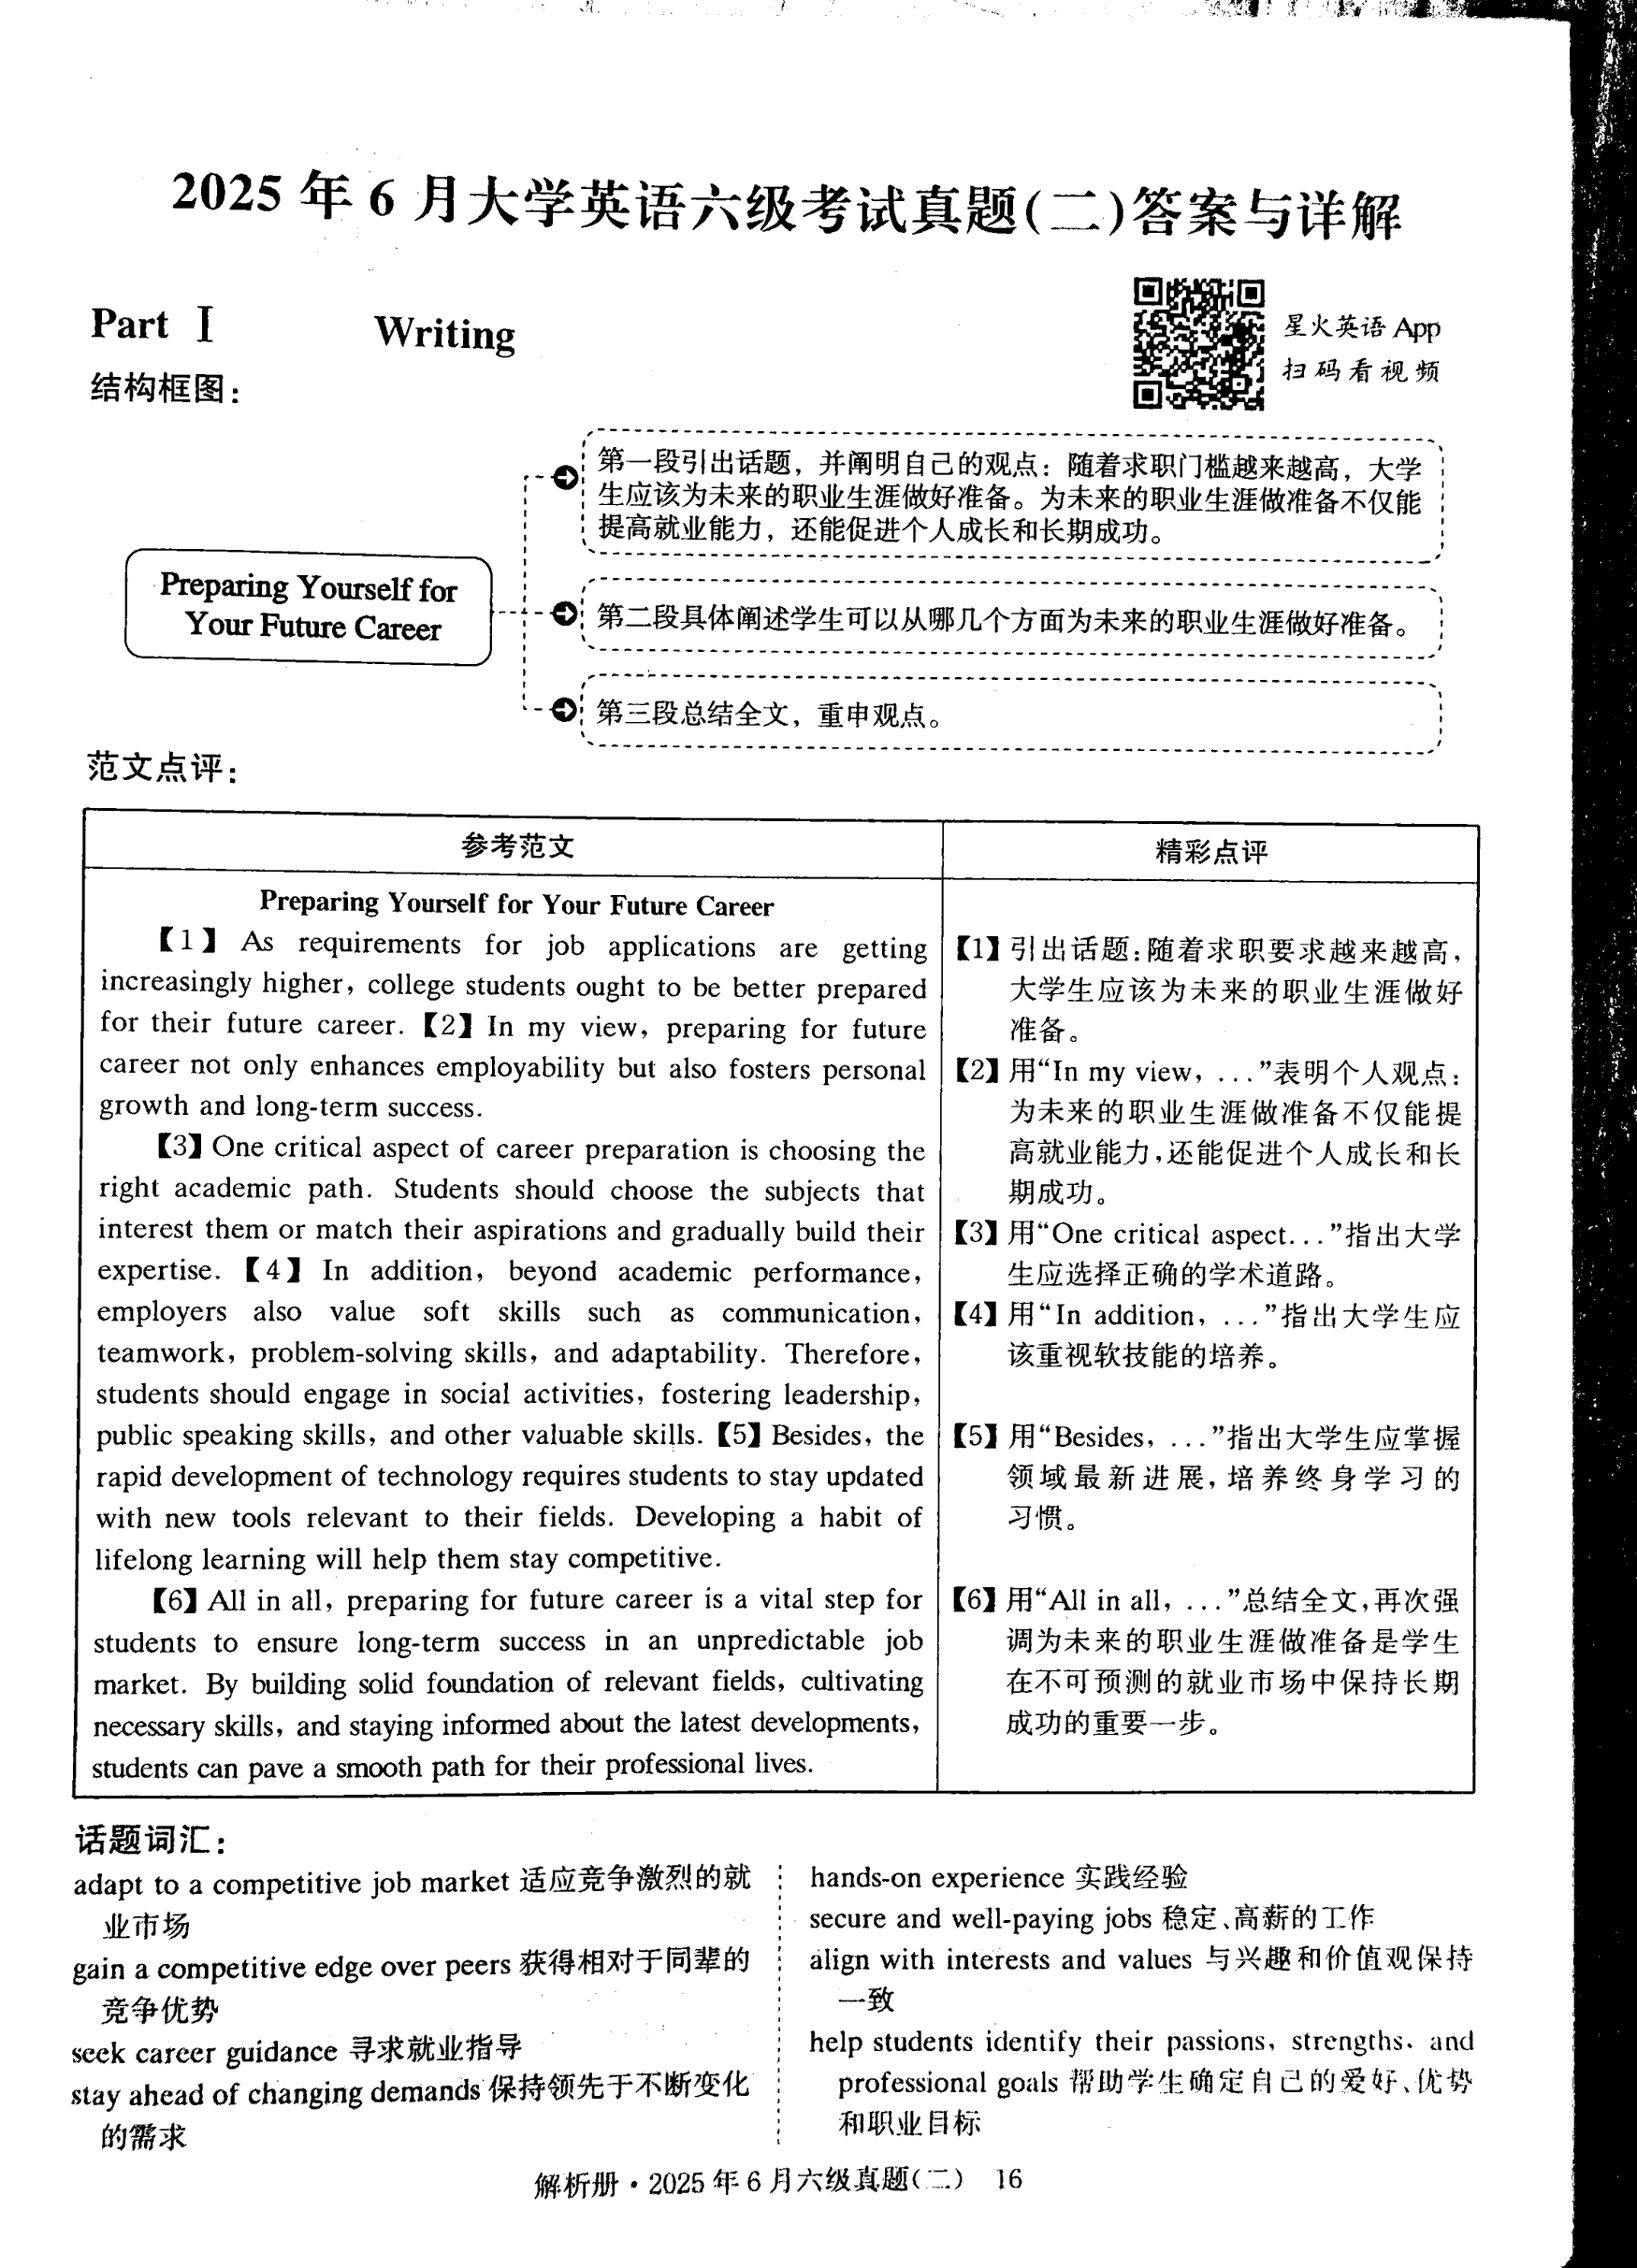 2025 年 6 月大学英语六级考试真题(二)答案与详解
Part Ⅰ Writing
星火英语 App
扫码看视频
结构框图：
第一段引出话题，并阐明自己的观点：随着求职门槛越来越高，大学
生应该为未来的职业生涯做好准备。为未来的职业生涯做准备不仅能
提高就业能力，还能促进个人成长和长期成功。
Preparing Yourself for
Your Future Career
第二段具体阐述学生可以从哪几个方面为未来的职业生涯做好准备。
第三段总结全文，重申观点。
范文点评：
参考范文
Preparing Yourself for Your Future Career
【1】 As requirements for job applications are getting
increasingly higher, college students ought to be better prepared
for their future career.【2】In my view, preparing for future
career not only enhances employability but also fosters personal
growth and long-term success.
【3】One critical aspect of career preparation is choosing the
right academic path. Students should choose the subjects that
interest them or match their aspirations and gradually build their
expertise.【4】 In addition, beyond academic performance,
employers also value soft skills such as communication,
teamwork, problem-solving skills, and adaptability. Therefore,
students should engage in social activities, fostering leadership,
public speaking skills, and other valuable skills.【5】Besides, the
rapid development of technology requires students to stay updated
with new tools relevant to their fields. Developing a habit of
lifelong learning will help them stay competitive.
【6】All in all, preparing for future career is a vital step for
students to ensure long-term success in an unpredictable job
market. By building solid foundation of relevant fields, cultivating
necessary skills, and staying informed about the latest developments,
students can pave a smooth path for their professional lives.
精彩点评
【1】引出话题：随着求职要求越来越高，
大学生应该为未来的职业生涯做好
准备。
【2】用“In my view, ...”表明个人观点：
为未来的职业生涯做准备不仅能提
高就业能力，还能促进个人成长和长
期成功。
【3】用“One critical aspect...”指出大学
生应选择正确的学术道路。
【4】用“In addition, ...”指出大学生应
该重视软技能的培养。
【5】用“Besides, ...”指出大学生应掌握
领域最新进展，培养终身学习的
习惯。
【6】用“All in all, ...”总结全文，再次强
调为未来的职业生涯做准备是学生
在不可预测的就业市场中保持长期
成功的重要一步。
话题词汇：
adapt to a competitive job market 适应竞争激烈的就
业市场
gain a competitive edge over peers 获得相对于同辈的
竞争优势
seek career guidance 寻求就业指导
stay ahead of changing demands 保持领先于不断变化
的需求
hands-on experience 实践经验
secure and well-paying jobs 稳定、高薪的工作
align with interests and values 与兴趣和价值观保持
一致
help students identify their passions, strengths, and
professional goals 帮助学生确定自己的爱好、优势
和职业目标
解析册·2025 年 6 月六级真题(二) 16